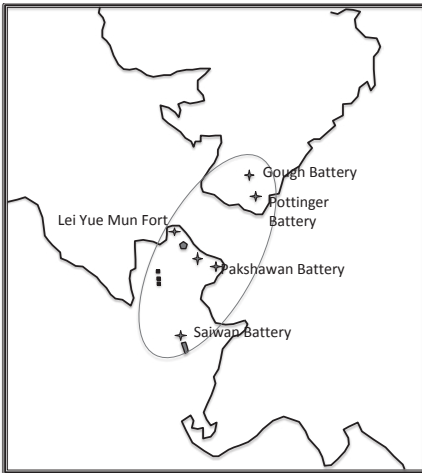 Gough Battery
Pottinger
Battery
Lei Yue Mun Fort
Pakshawan Battery
Saiwan Battery